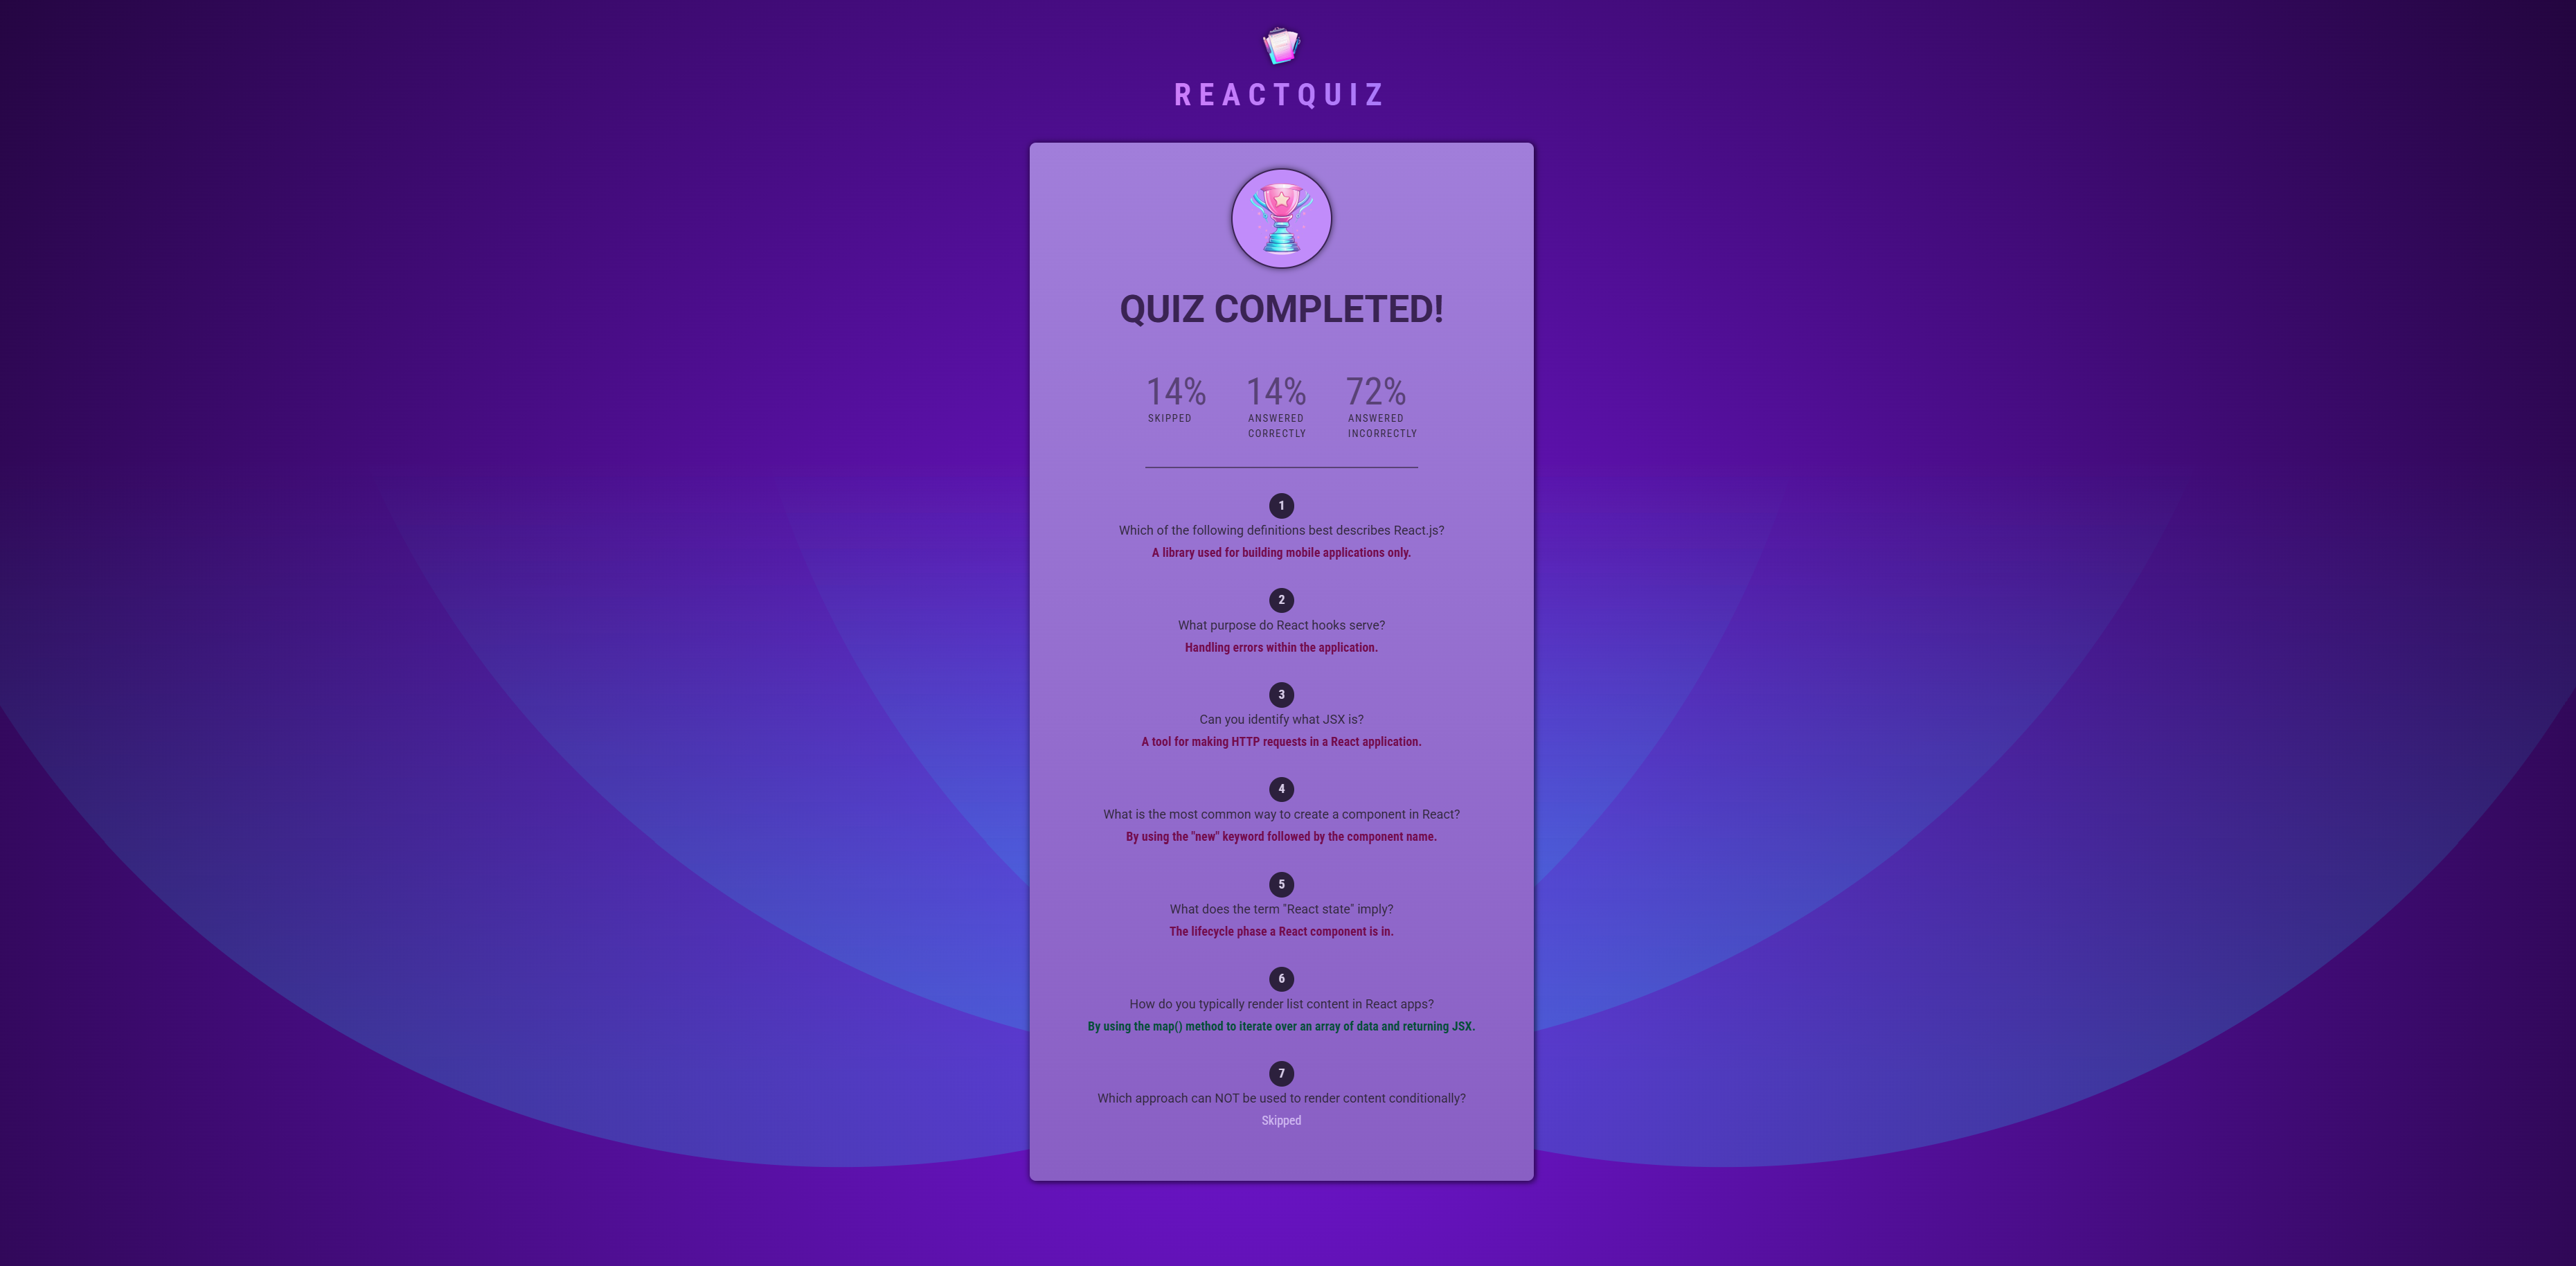 REACTQUIZ
QUIZ COMPLETED!
14% 14% 72%
SKIPPED ANSWERED ANSWERED
CORRECTLY INCORRECTLY
1
Which of the following definitions best describes React.js?
A library used for building mobile applications only.
2
What purpose do React hooks serve?
Handling errors within the application.
3
Can you identify what JSX is?
A tool for making HTTP requests in a React application.
4
What is the most common way to create a component in React?
By using the "new" keyword followed by the component name.
5
What does the term "React state" imply?
The lifecycle phase a React component is in.
6
How do you typically render list content in React apps?
By using the map() method to iterate over an array of data and returning JSX.
7
Which approach can NOT be used to render content conditionally?
Skipped